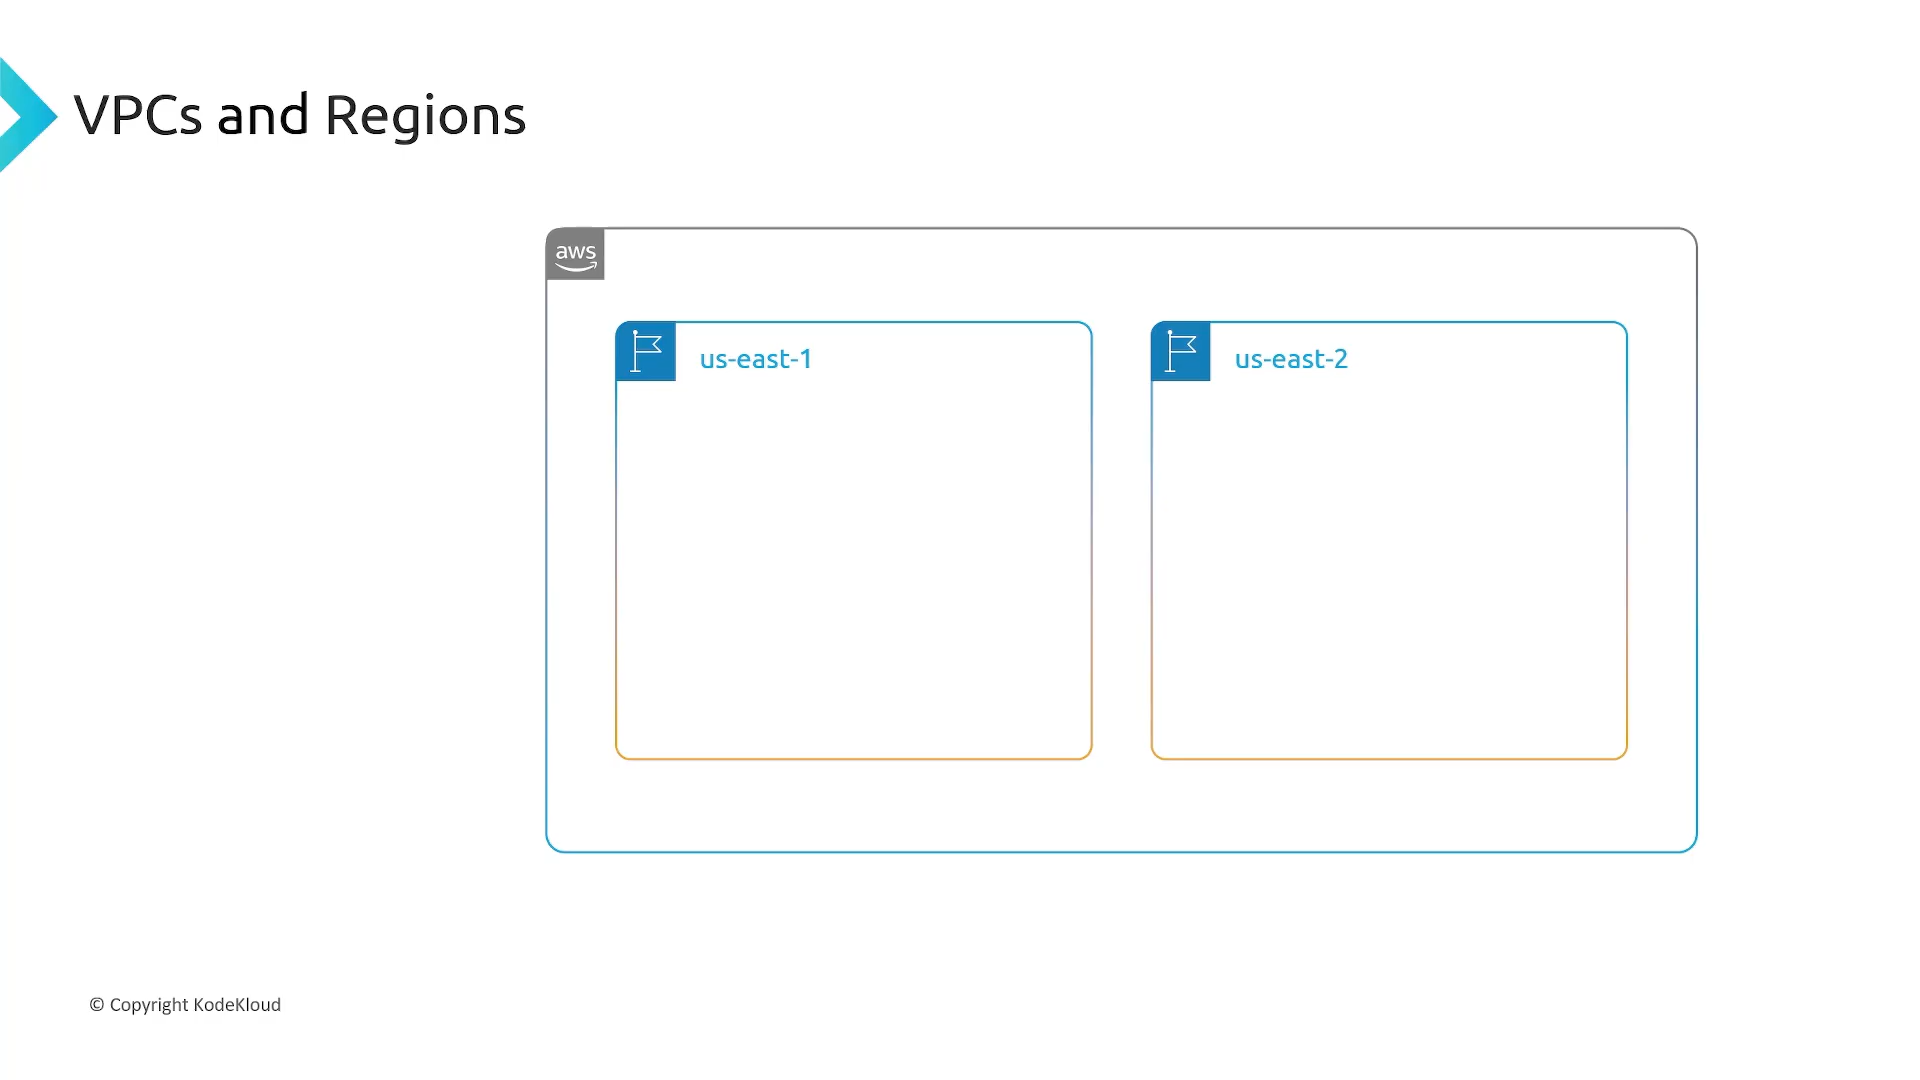 VPCs and Regions
aws
us-east-1
us-east-2
© Copyright KodeKloud